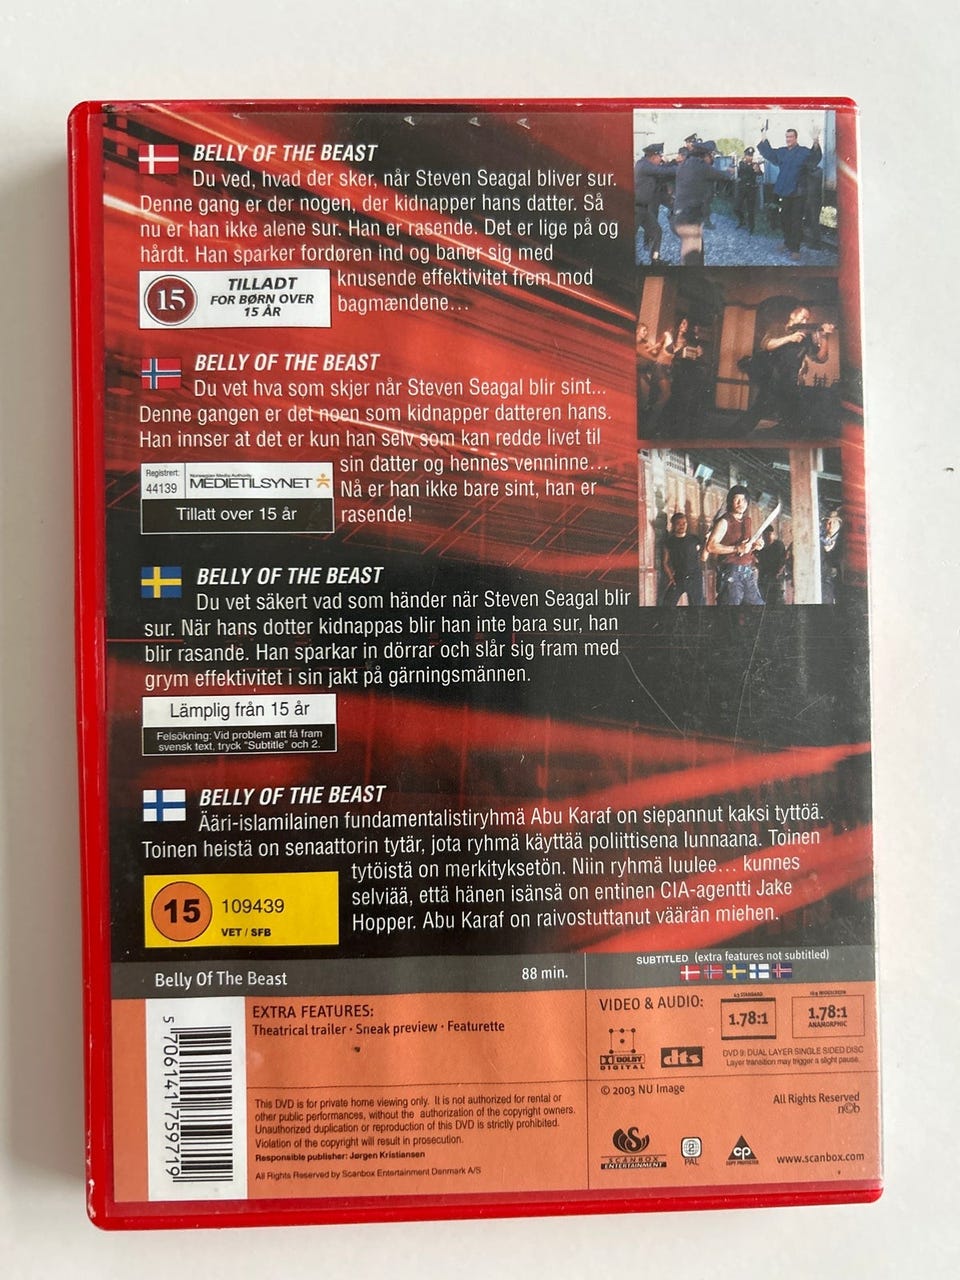 BELLY OF THE BEAST
Du ved, hvad der sker, når Steven Seagal bliver sur.
Denne gang er der nogen, der kidnapper hans datter. Så
nu er han ikke alene sur. Han er rasende. Det er lige på og
hårdt. Han sparker fordøren ind og baner sig med
knusende effektivitet frem mod
bagmændene...
15
TILLADT
FOR BØRN OVER
15 ÅR
BELLY OF THE BEAST
Du vet hva som skjer når Steven Seagal blir sint...
Denne gangen er det noen som kidnapper datteren hans.
Han innser at det er kun han selv som kan redde livet til
sin datter og hennes venninne...
Nå er han ikke bare sint, han er
rasende!
Registrert:
44139
Norwegian Media Authority
MEDIETILSYNET
Tillatt over 15 år
BELLY OF THE BEAST
Du vet säkert vad som händer när Steven Seagal blir
sur. När hans dotter kidnappas blir han inte bara sur, han
blir rasande. Han sparkar in dörrar och slår sig fram med
grym effektivitet i sin jakt på gärningsmännen.
Lämplig från 15 år
Felsökning: Vid problem att få fram
svensk text, tryck "Subtitle" och 2.
BELLY OF THE BEAST
Ääri-islamilainen fundamentalistiryhmä Abu Karaf on siepannut kaksi tyttöä.
Toinen heistä on senaattorin tytär, jota ryhmä käyttää poliittisena lunnaana. Toinen
tytöistä on merkityksetön. Niin ryhmä luulee... kunnes
selviää, että hänen isänsä on entinen CIA-agentti Jake
Hopper. Abu Karaf on raivostuttanut väärän miehen.
15
109439
VET / SFB
Belly Of The Beast
88 min.
SUBTITLED (extra features not subtitled)
5 706141 759719
EXTRA FEATURES:
Theatrical trailer · Sneak preview · Featurette
VIDEO & AUDIO:
4:3 STANDARD
1.78:1
16:9 WIDESCREEN
1.78:1
ANAMORPHIC
DOLBY
DIGITAL
dts
DVD 9: DUAL LAYER SINGLE SIDED DISC
Layer transition may trigger a slight pause.
This DVD is for private home viewing only. It is not authorized for rental or
other public performances, without the authorization of the copyright owners.
Unauthorized duplication or reproduction of this DVD is strictly prohibited.
Violation of the copyright will result in prosecution.
Responsible publisher: Jørgen Kristiansen
All Rights Reserved by Scanbox Entertainment Denmark A/S
© 2003 NU Image
All Rights Reserved
n©b
SCANBOX
ENTERTAINMENT
2
PAL
CP
COPY PROTECTED
www.scanbox.com